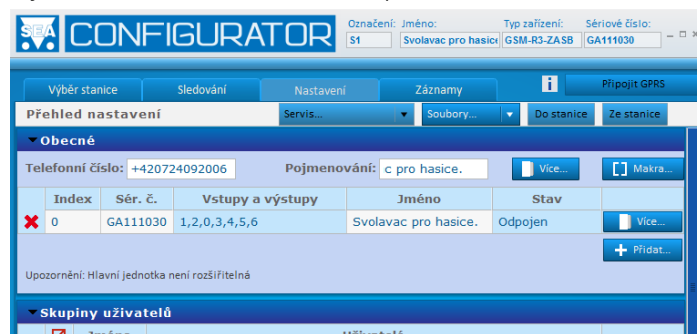 SEA CONFIGURATOR
Označení: Jméno: Typ zařízení: Sériové číslo:
S1 Svolavac pro hasice GSM-R3-ZASB GA111030
Výběr stanice Sledování Nastavení Záznamy i Připojit GPRS
Přehled nastavení Servis... Soubory... Do stanice Ze stanice
Obecné
Telefonní číslo: +420724092006 Pojmenování: c pro hasice. Více... Makra...
Index Sér. č. Vstupy a výstupy Jméno Stav
0 GA111030 1,2,0,3,4,5,6 Svolavac pro hasice. Odpojen Více...
Přidat...
Upozornění: Hlavní jednotka není rozšiřitelná
Skupiny uživatelů